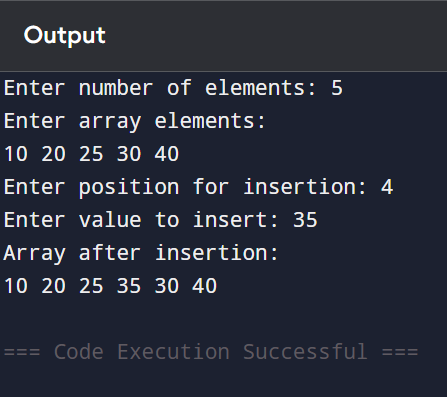 Output
Enter number of elements: 5
Enter array elements:
10 20 25 30 40
Enter position for insertion: 4
Enter value to insert: 35
Array after insertion:
10 20 25 35 30 40
=== Code Execution Successful ===